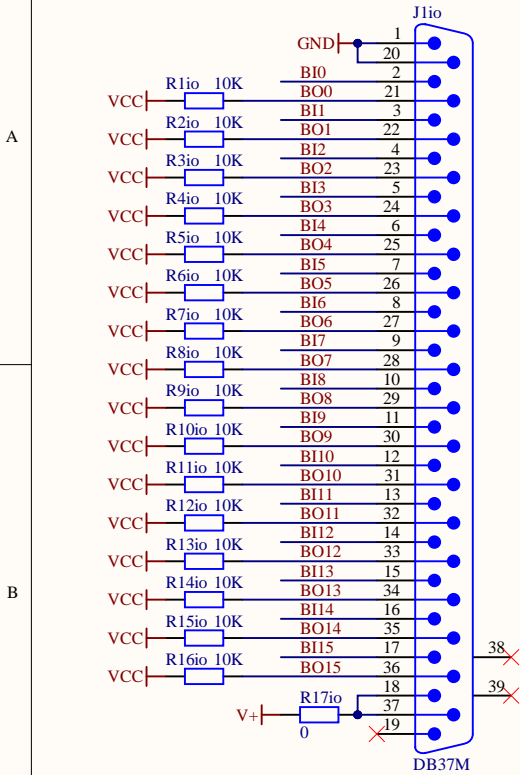 J1io
GND 1
20
BI0 2
VCC R1io 10K BO0 21
BI1 3
VCC R2io 10K BO1 22
A
BI2 4
VCC R3io 10K BO2 23
BI3 5
VCC R4io 10K BO3 24
BI4 6
VCC R5io 10K BO4 25
BI5 7
VCC R6io 10K BO5 26
BI6 8
VCC R7io 10K BO6 27
BI7 9
VCC R8io 10K BO7 28
BI8 10
VCC R9io 10K BO8 29
BI9 11
VCC R10io 10K BO9 30
BI10 12
VCC R11io 10K BO10 31
BI11 13
VCC R12io 10K BO11 32
BI12 14
VCC R13io 10K BO12 33
B
BI13 15
VCC R14io 10K BO13 34
BI14 16
VCC R15io 10K BO14 35
BI15 17 38
VCC R16io 10K BO15 36
R17io 18 39
V+ 37
0 19
DB37M